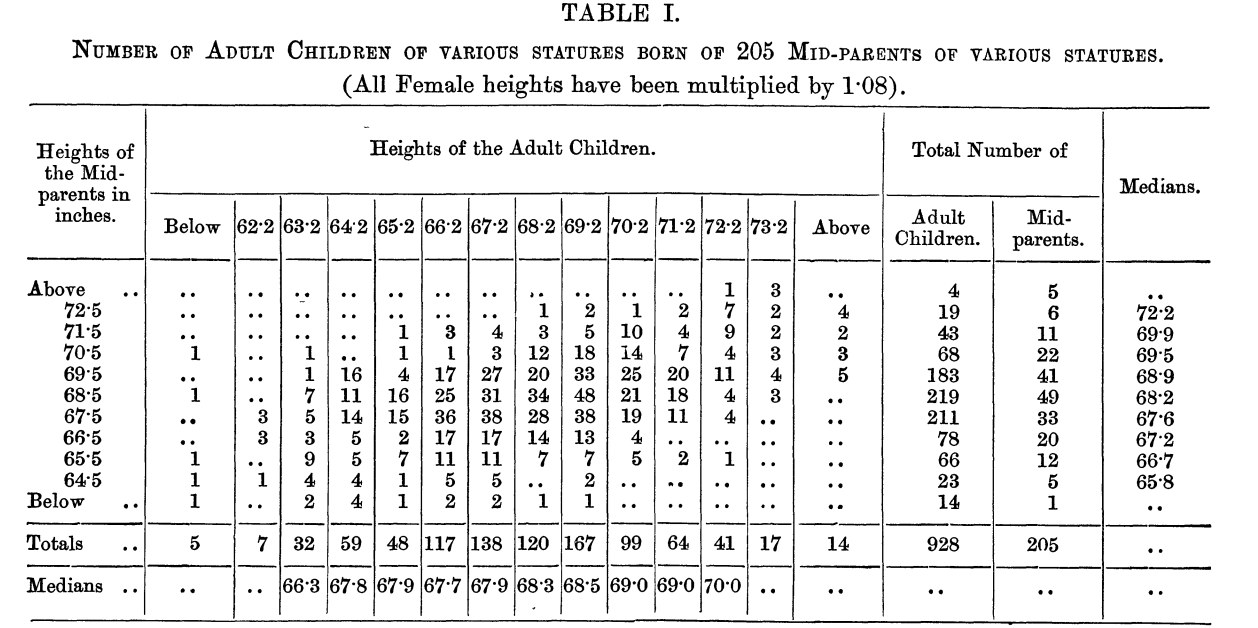 TABLE I.
NUMBER OF ADULT CHILDREN OF VARIOUS STATURES BORN OF 205 MID-PARENTS OF VARIOUS STATURES.
(All Female heights have been multiplied by 1·08).
Heights of the Mid-parents in inches. Heights of the Adult Children. Total Number of Medians.
Below 62·2 63·2 64·2 65·2 66·2 67·2 68·2 69·2 70·2 71·2 72·2 73·2 Above Adult Children. Mid-parents.
Above .. .. .. .. .. .. .. .. .. .. .. .. 1 3 .. 4 5 ..
72·5 .. .. .. .. .. .. .. 1 2 1 2 7 2 4 19 6 72·2
71·5 .. .. .. .. 1 3 4 3 5 10 4 9 2 2 43 11 69·9
70·5 1 .. 1 .. 1 1 3 12 18 14 7 4 3 3 68 22 69·5
69·5 .. .. 1 16 4 17 27 20 33 25 20 11 4 5 183 41 68·9
68·5 1 .. 7 11 16 25 31 34 48 21 18 4 3 .. 219 49 68·2
67·5 .. 3 5 14 15 36 38 28 38 19 11 4 .. .. 211 33 67·6
66·5 .. 3 3 5 2 17 17 14 13 4 .. .. .. .. 78 20 67·2
65·5 1 .. 9 5 7 11 11 7 7 5 2 1 .. .. 66 12 66·7
64·5 1 1 4 4 1 5 5 .. 2 .. .. .. .. .. 23 5 65·8
Below .. 1 .. 2 4 1 2 2 1 1 .. .. .. .. .. 14 1 ..
Totals .. 5 7 32 59 48 117 138 120 167 99 64 41 17 14 928 205 ..
Medians .. .. .. 66·3 67·8 67·9 67·7 67·9 68·3 68·5 69·0 69·0 70·0 .. .. .. .. ..